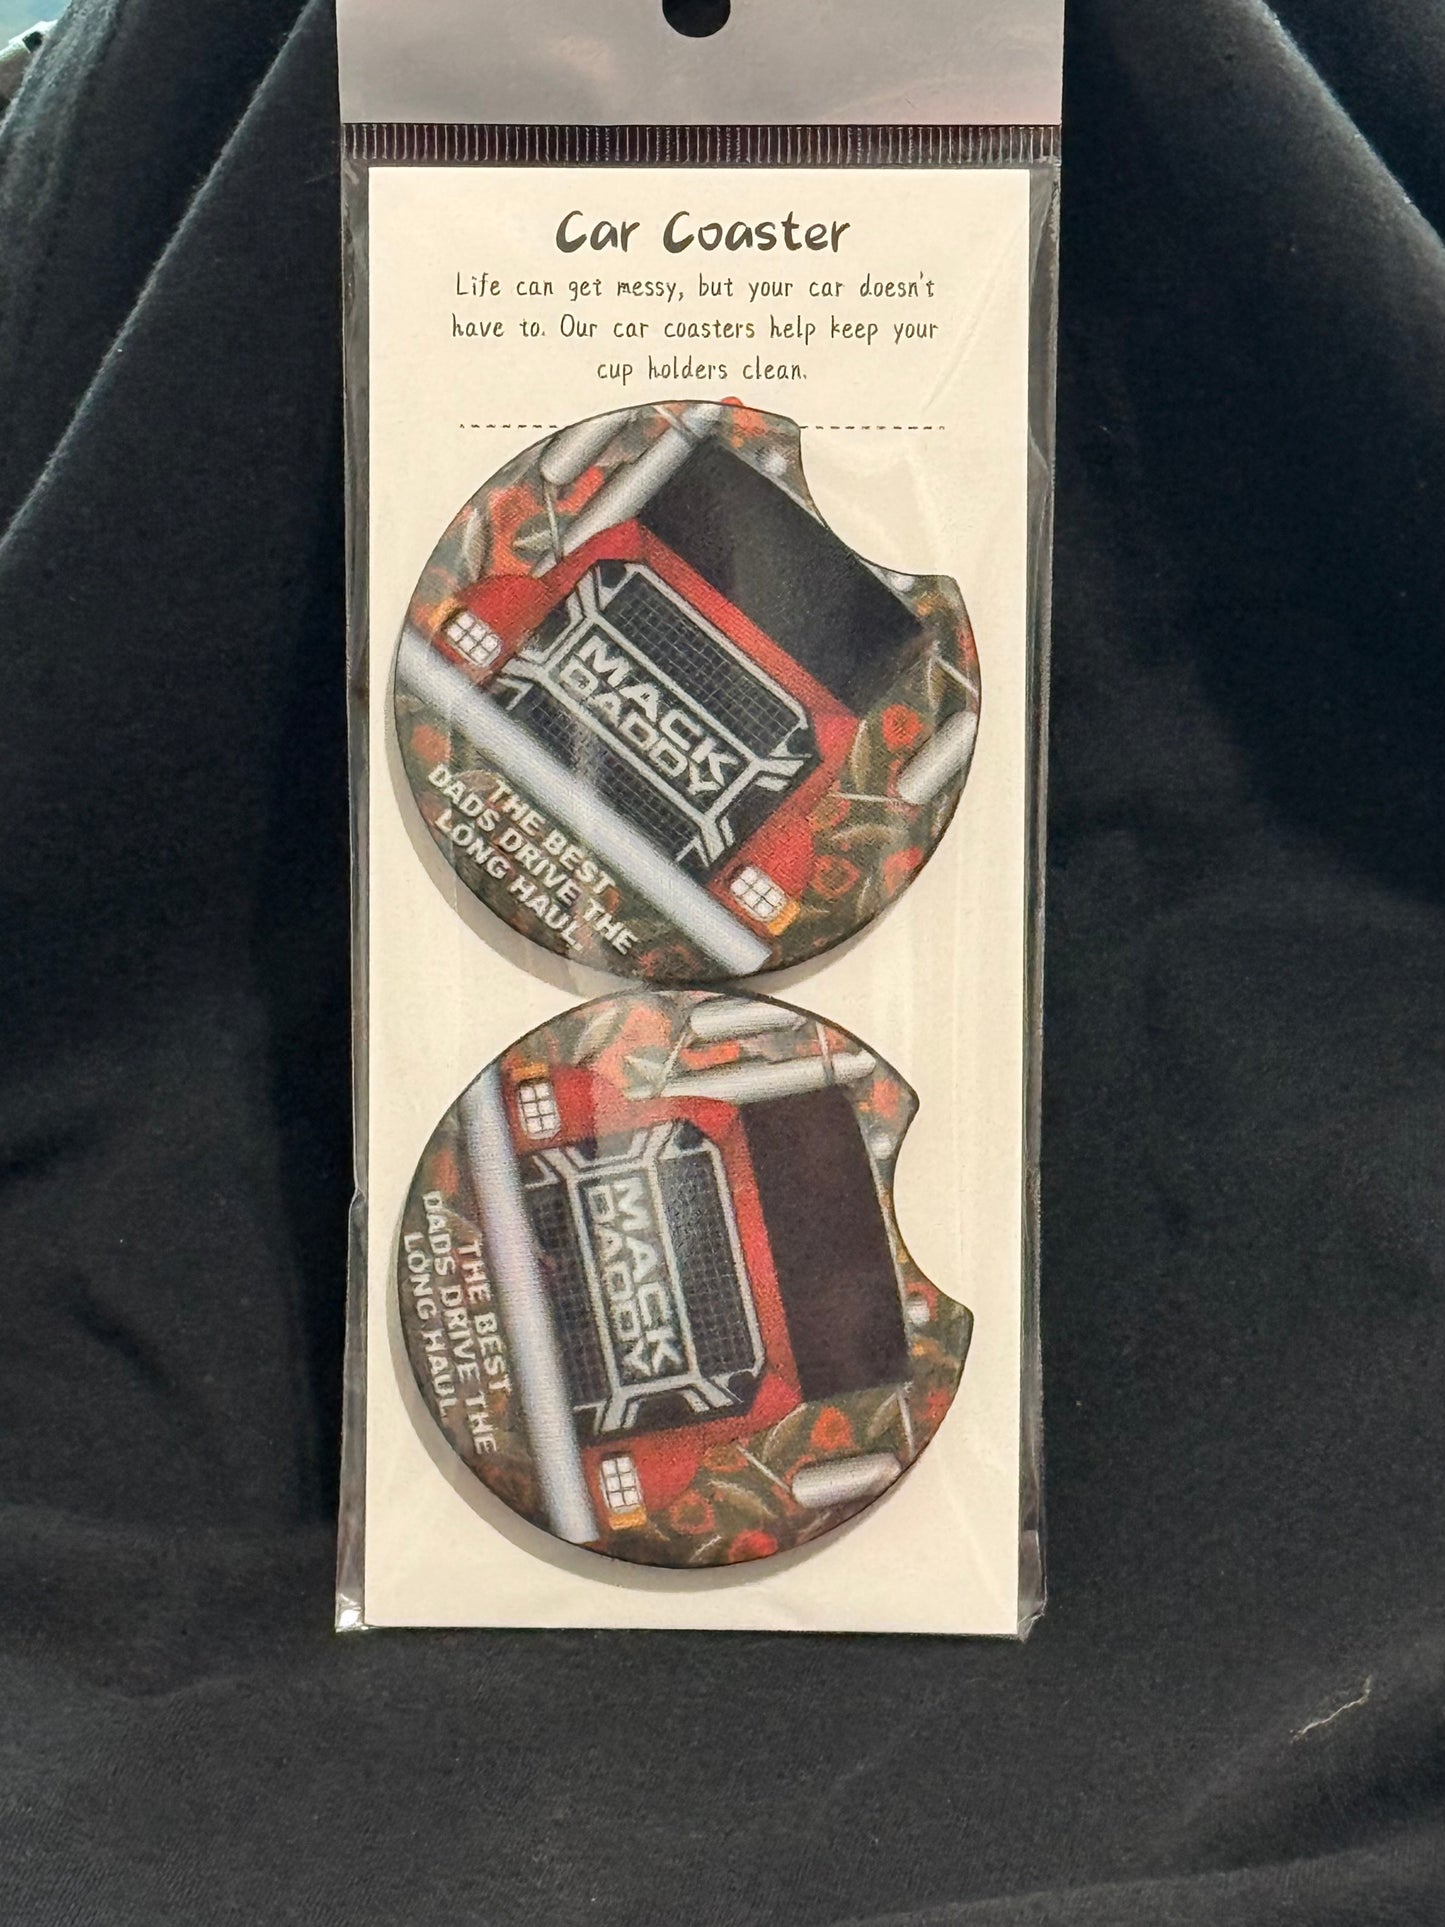 Car Coaster
Life can get messy, but your car doesn't
have to. Our car coasters help keep your
cup holders clean.
MACK
DADDY
THE BEST
DADS DRIVE THE
LONG HAUL.
MACK
DADDY
THE BEST
DADS DRIVE THE
LONG HAUL.